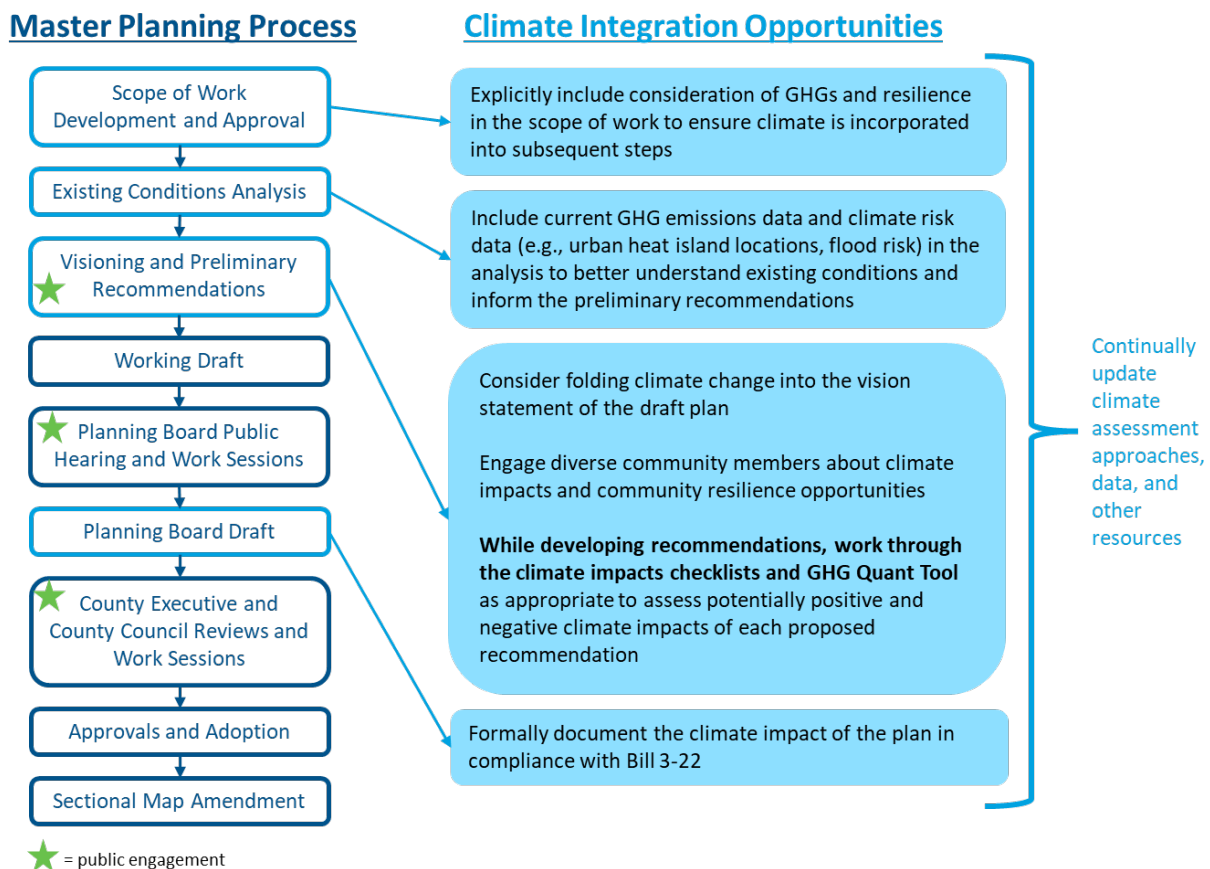 Master Planning Process
Scope of Work
Development and Approval
Existing Conditions Analysis
Visioning and Preliminary
Recommendations
Working Draft
Planning Board Public
Hearing and Work Sessions
Planning Board Draft
County Executive and
County Council Reviews and
Work Sessions
Approvals and Adoption
Sectional Map Amendment
= public engagement
Climate Integration Opportunities
Explicitly include consideration of GHGs and resilience
in the scope of work to ensure climate is incorporated
into subsequent steps
Include current GHG emissions data and climate risk
data (e.g., urban heat island locations, flood risk) in the
analysis to better understand existing conditions and
inform the preliminary recommendations
Consider folding climate change into the vision
statement of the draft plan
Engage diverse community members about climate
impacts and community resilience opportunities
While developing recommendations, work through
the climate impacts checklists and GHG Quant Tool
as appropriate to assess potentially positive and
negative climate impacts of each proposed
recommendation
Formally document the climate impact of the plan in
compliance with Bill 3-22
Continually
update
climate
assessment
approaches,
data, and
other
resources